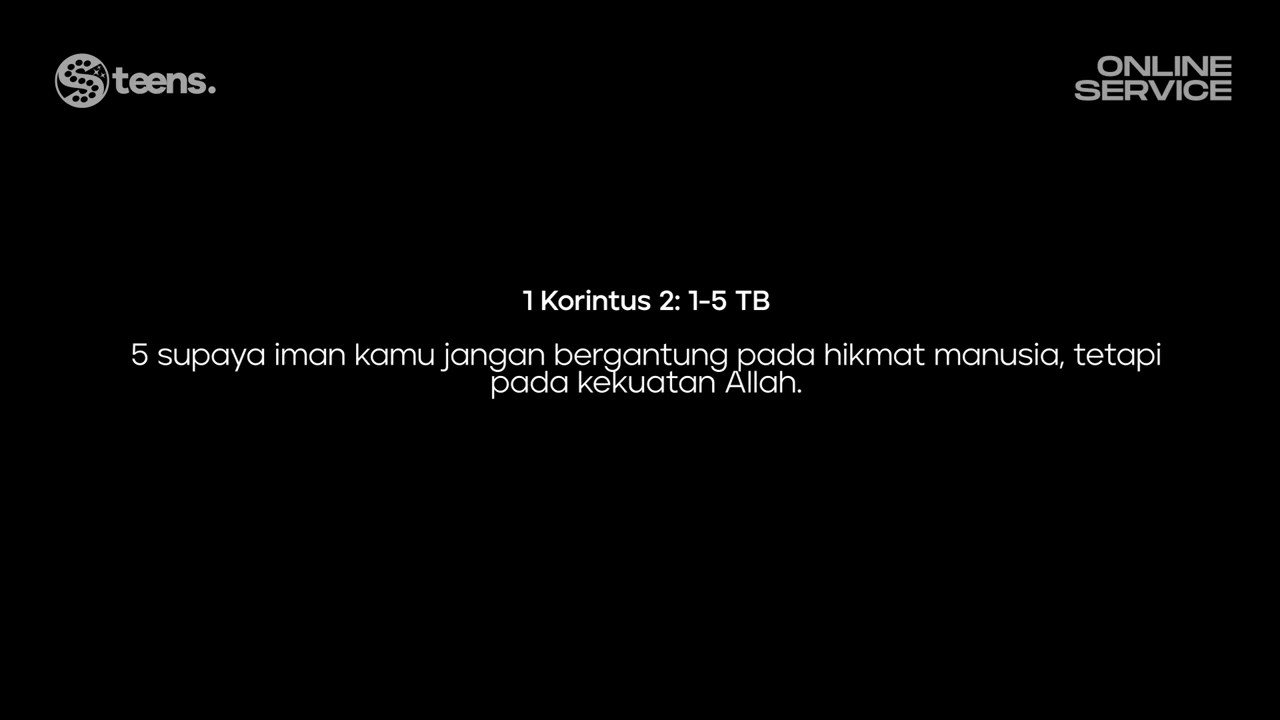 S teens.
ONLINE
SERVICE
1 Korintus 2: 1-5 TB
5 supaya iman kamu jangan bergantung pada hikmat manusia, tetapi
pada kekuatan Allah.